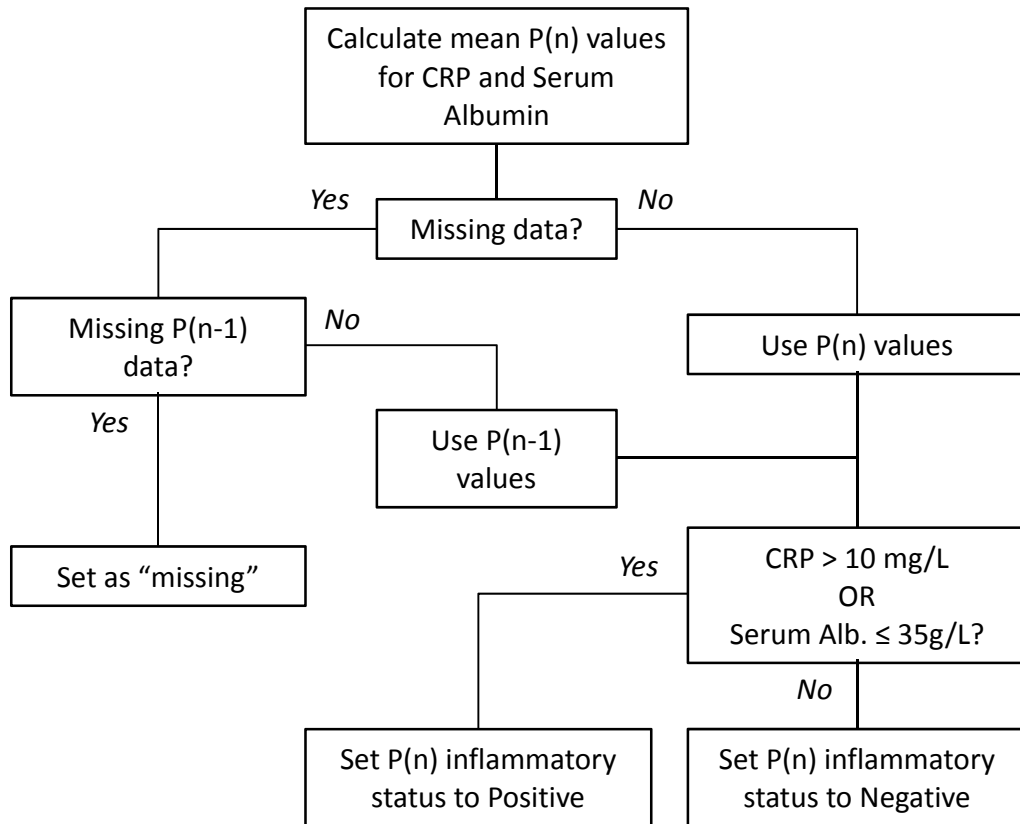 Calculate mean P(n) values
for CRP and Serum
Albumin
Yes
No
Missing data?
Missing P(n-1)
data?
No
Use P(n) values
Yes
Use P(n-1)
values
Set as “missing”
Yes
CRP > 10 mg/L
OR
Serum Alb. ≤ 35g/L?
No
Set P(n) inflammatory
status to Positive
Set P(n) inflammatory
status to Negative